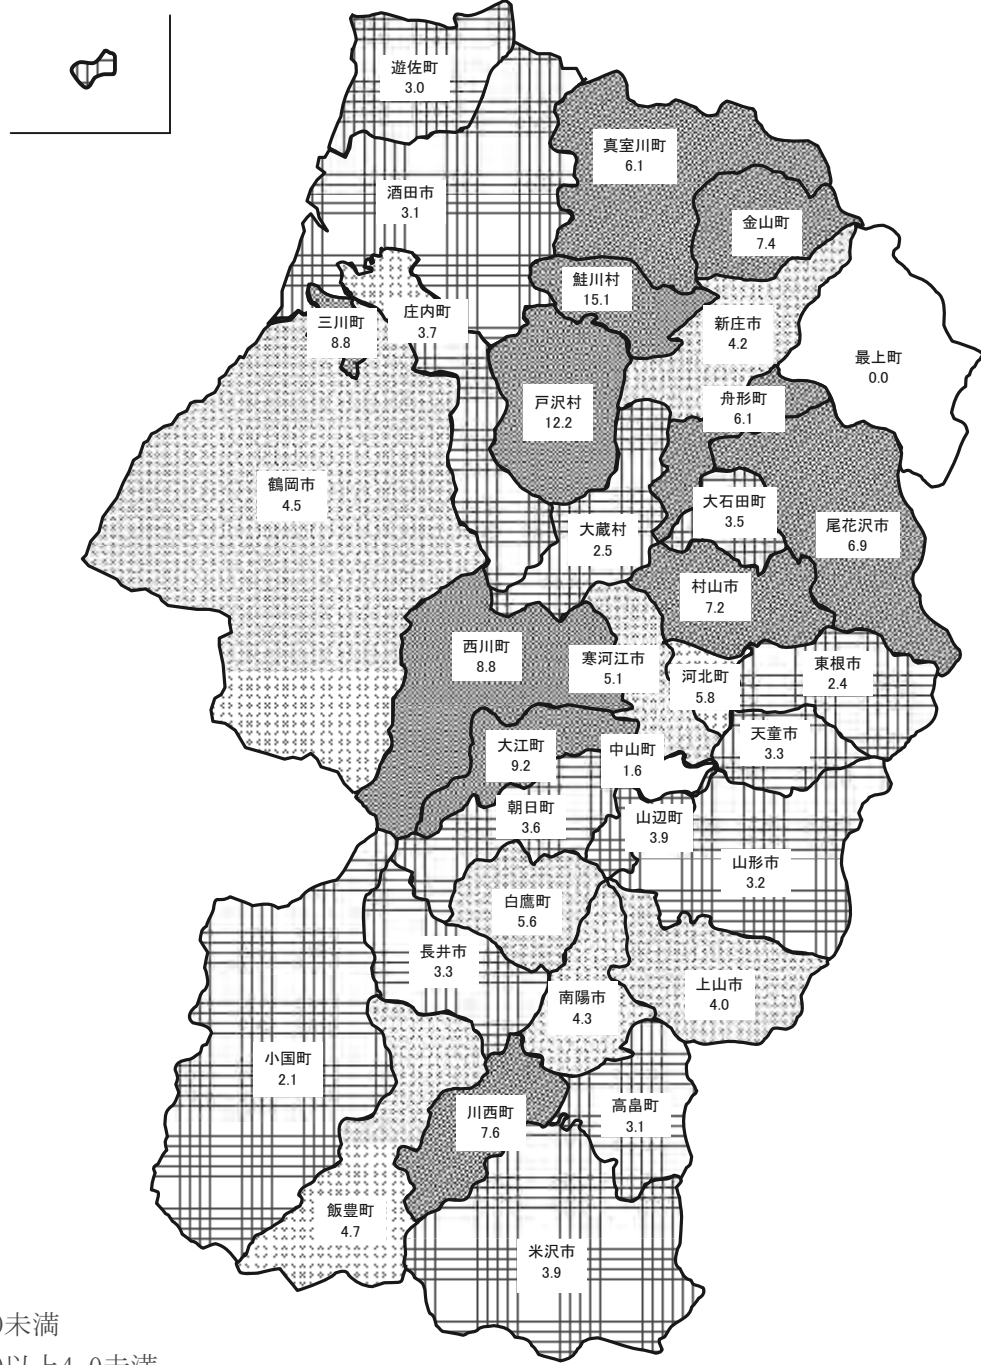 遊佐町
3.0
真室川町
6.1
酒田市
3.1
金山町
7.4
鮭川村
15.1
三川町
8.8
庄内町
3.7
新庄市
4.2
最上町
0.0
舟形町
6.1
戸沢村
12.2
鶴岡市
4.5
大石田町
3.5
大蔵村
2.5
尾花沢市
6.9
村山市
7.2
西川町
8.8
寒河江市
5.1
河北町
5.8
東根市
2.4
天童市
3.3
大江町
9.2
中山町
1.6
朝日町
3.6
山辺町
3.9
山形市
3.2
白鷹町
5.6
長井市
3.3
上山市
4.0
南陽市
4.3
小国町
2.1
高畠町
3.1
川西町
7.6
飯豊町
4.7
米沢市
3.9
未満
以上4.0未満